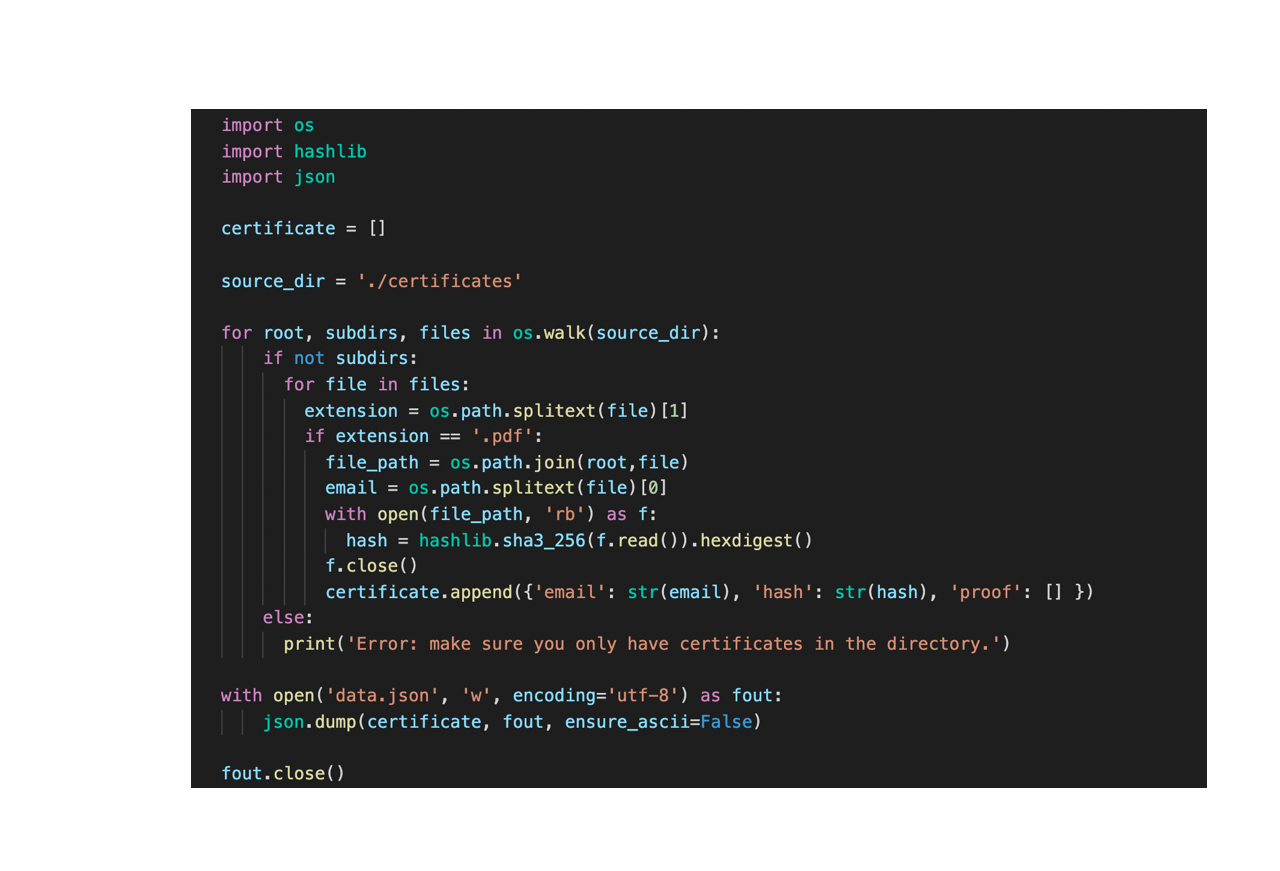 import os
import hashlib
import json
certificate = []
source_dir = './certificates'
for root, subdirs, files in os.walk(source_dir):
    if not subdirs:
      for file in files:
        extension = os.path.splitext(file)[1]
        if extension == '.pdf':
          file_path = os.path.join(root,file)
          email = os.path.splitext(file)[0]
          with open(file_path, 'rb') as f:
            hash = hashlib.sha3_256(f.read()).hexdigest()
          f.close()
          certificate.append({'email': str(email), 'hash': str(hash), 'proof': [] })
    else:
      print('Error: make sure you only have certificates in the directory.')
with open('data.json', 'w', encoding='utf-8') as fout:
    json.dump(certificate, fout, ensure_ascii=False)
fout.close()